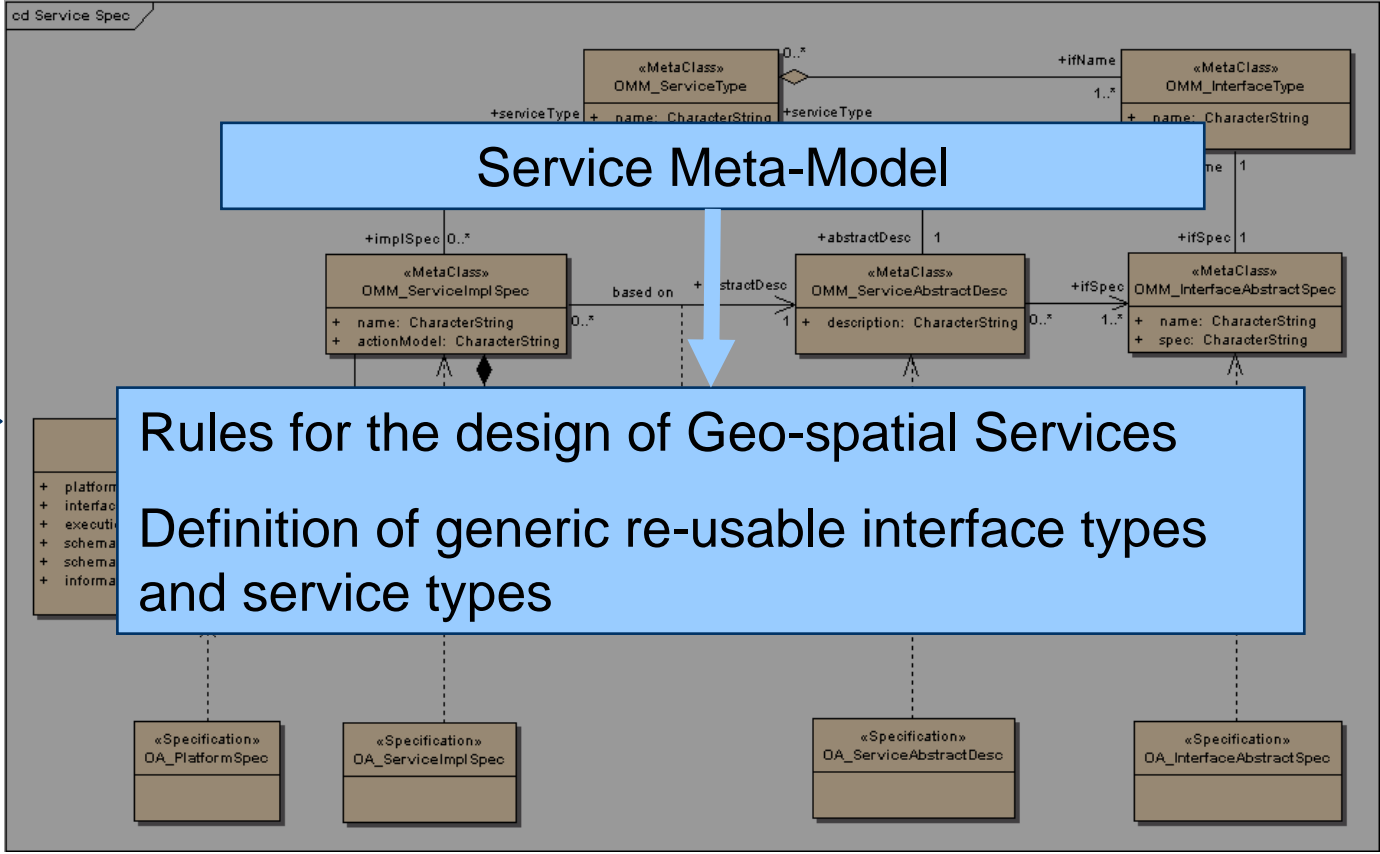 cd Service Spec
«MetaClass»
OMM_ServiceType
+ name: CharacterString
0..*
+ifName
1..*
«MetaClass»
OMM_InterfaceType
+ name: CharacterString
+serviceType
+serviceType
Service Meta-Model
1
+implSpec 0..*
+abstractDesc 1
+ifSpec 1
«MetaClass»
OMM_ServiceImplSpec
+ name: CharacterString
+ actionModel: CharacterString
based on
0..*
1
«MetaClass»
OMM_ServiceAbstractDesc
+ description: CharacterString
+ifSpec
0..*
1..*
«MetaClass»
OMM_InterfaceAbstractSpec
+ name: CharacterString
+ spec: CharacterString
+ platform
+
+
+ schema
+ schema
+
Rules for the design of Geo-spatial Services
Definition of generic re-usable interface types
and service types
«Specification»
OA_PlatformSpec
«Specification»
OA_ServiceImplSpec
«Specification»
OA_ServiceAbstractDesc
«Specification»
OA_InterfaceAbstractSpec